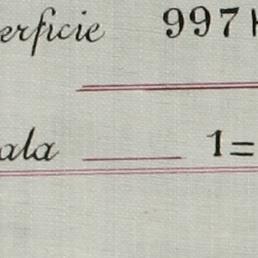 erficie 997 H
ala 1=